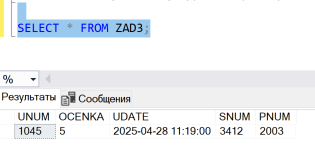 SELECT * FROM ZAD3;
%
Результаты Сообщения
UNUM OCENKA UDATE SNUM PNUM
1045 5 2025-04-28 11:19:00 3412 2003